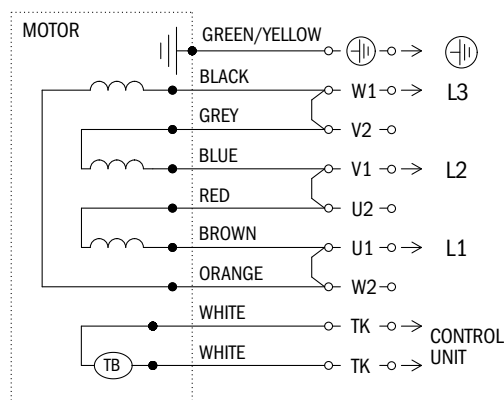 MOTOR
GREEN/YELLOW
BLACK W1 L3
GREY V2
BLUE V1 L2
RED U2
BROWN U1 L1
ORANGE W2
WHITE TK
CONTROL
UNIT
WHITE TK
TB